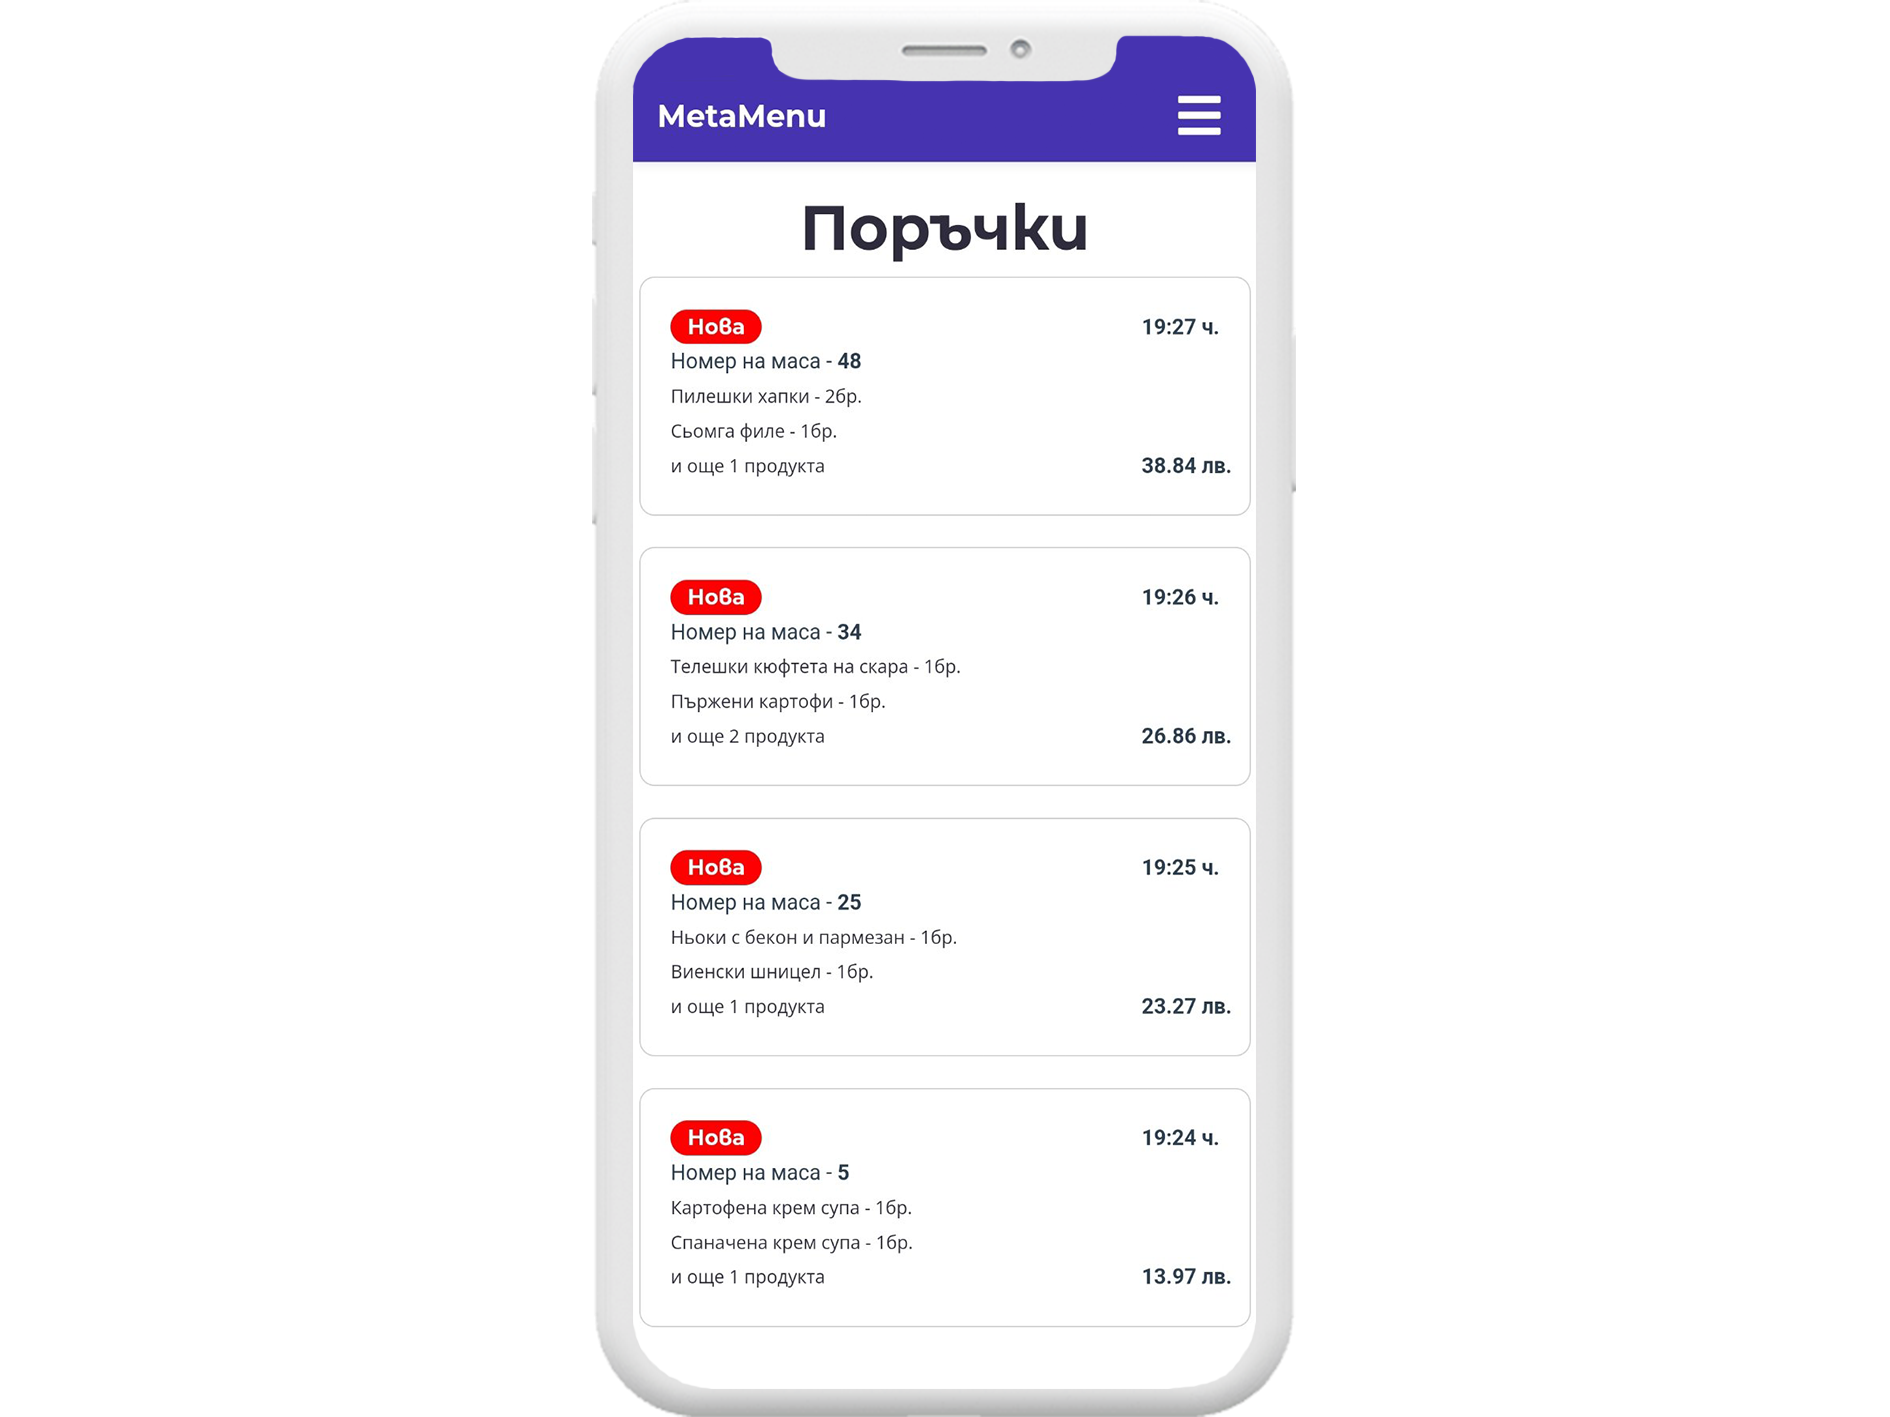 MetaMenu
Поръчки
Нова 19:27 ч.
Номер на маса - 48
Пилешки хапки - 2бр.
Сьомга филе - 1бр.
и още 1 продукта 38.84 лв.
Нова 19:26 ч.
Номер на маса - 34
Телешки кюфтета на скара - 1бр.
Пържени картофи - 1бр.
и още 2 продукта 26.86 лв.
Нова 19:25 ч.
Номер на маса - 25
Ньоки с бекон и пармезан - 1бр.
Виенски шницел - 1бр.
и още 1 продукта 23.27 лв.
Нова 19:24 ч.
Номер на маса - 5
Картофена крем супа - 1бр.
Спаначена крем супа - 1бр.
и още 1 продукта 13.97 лв.